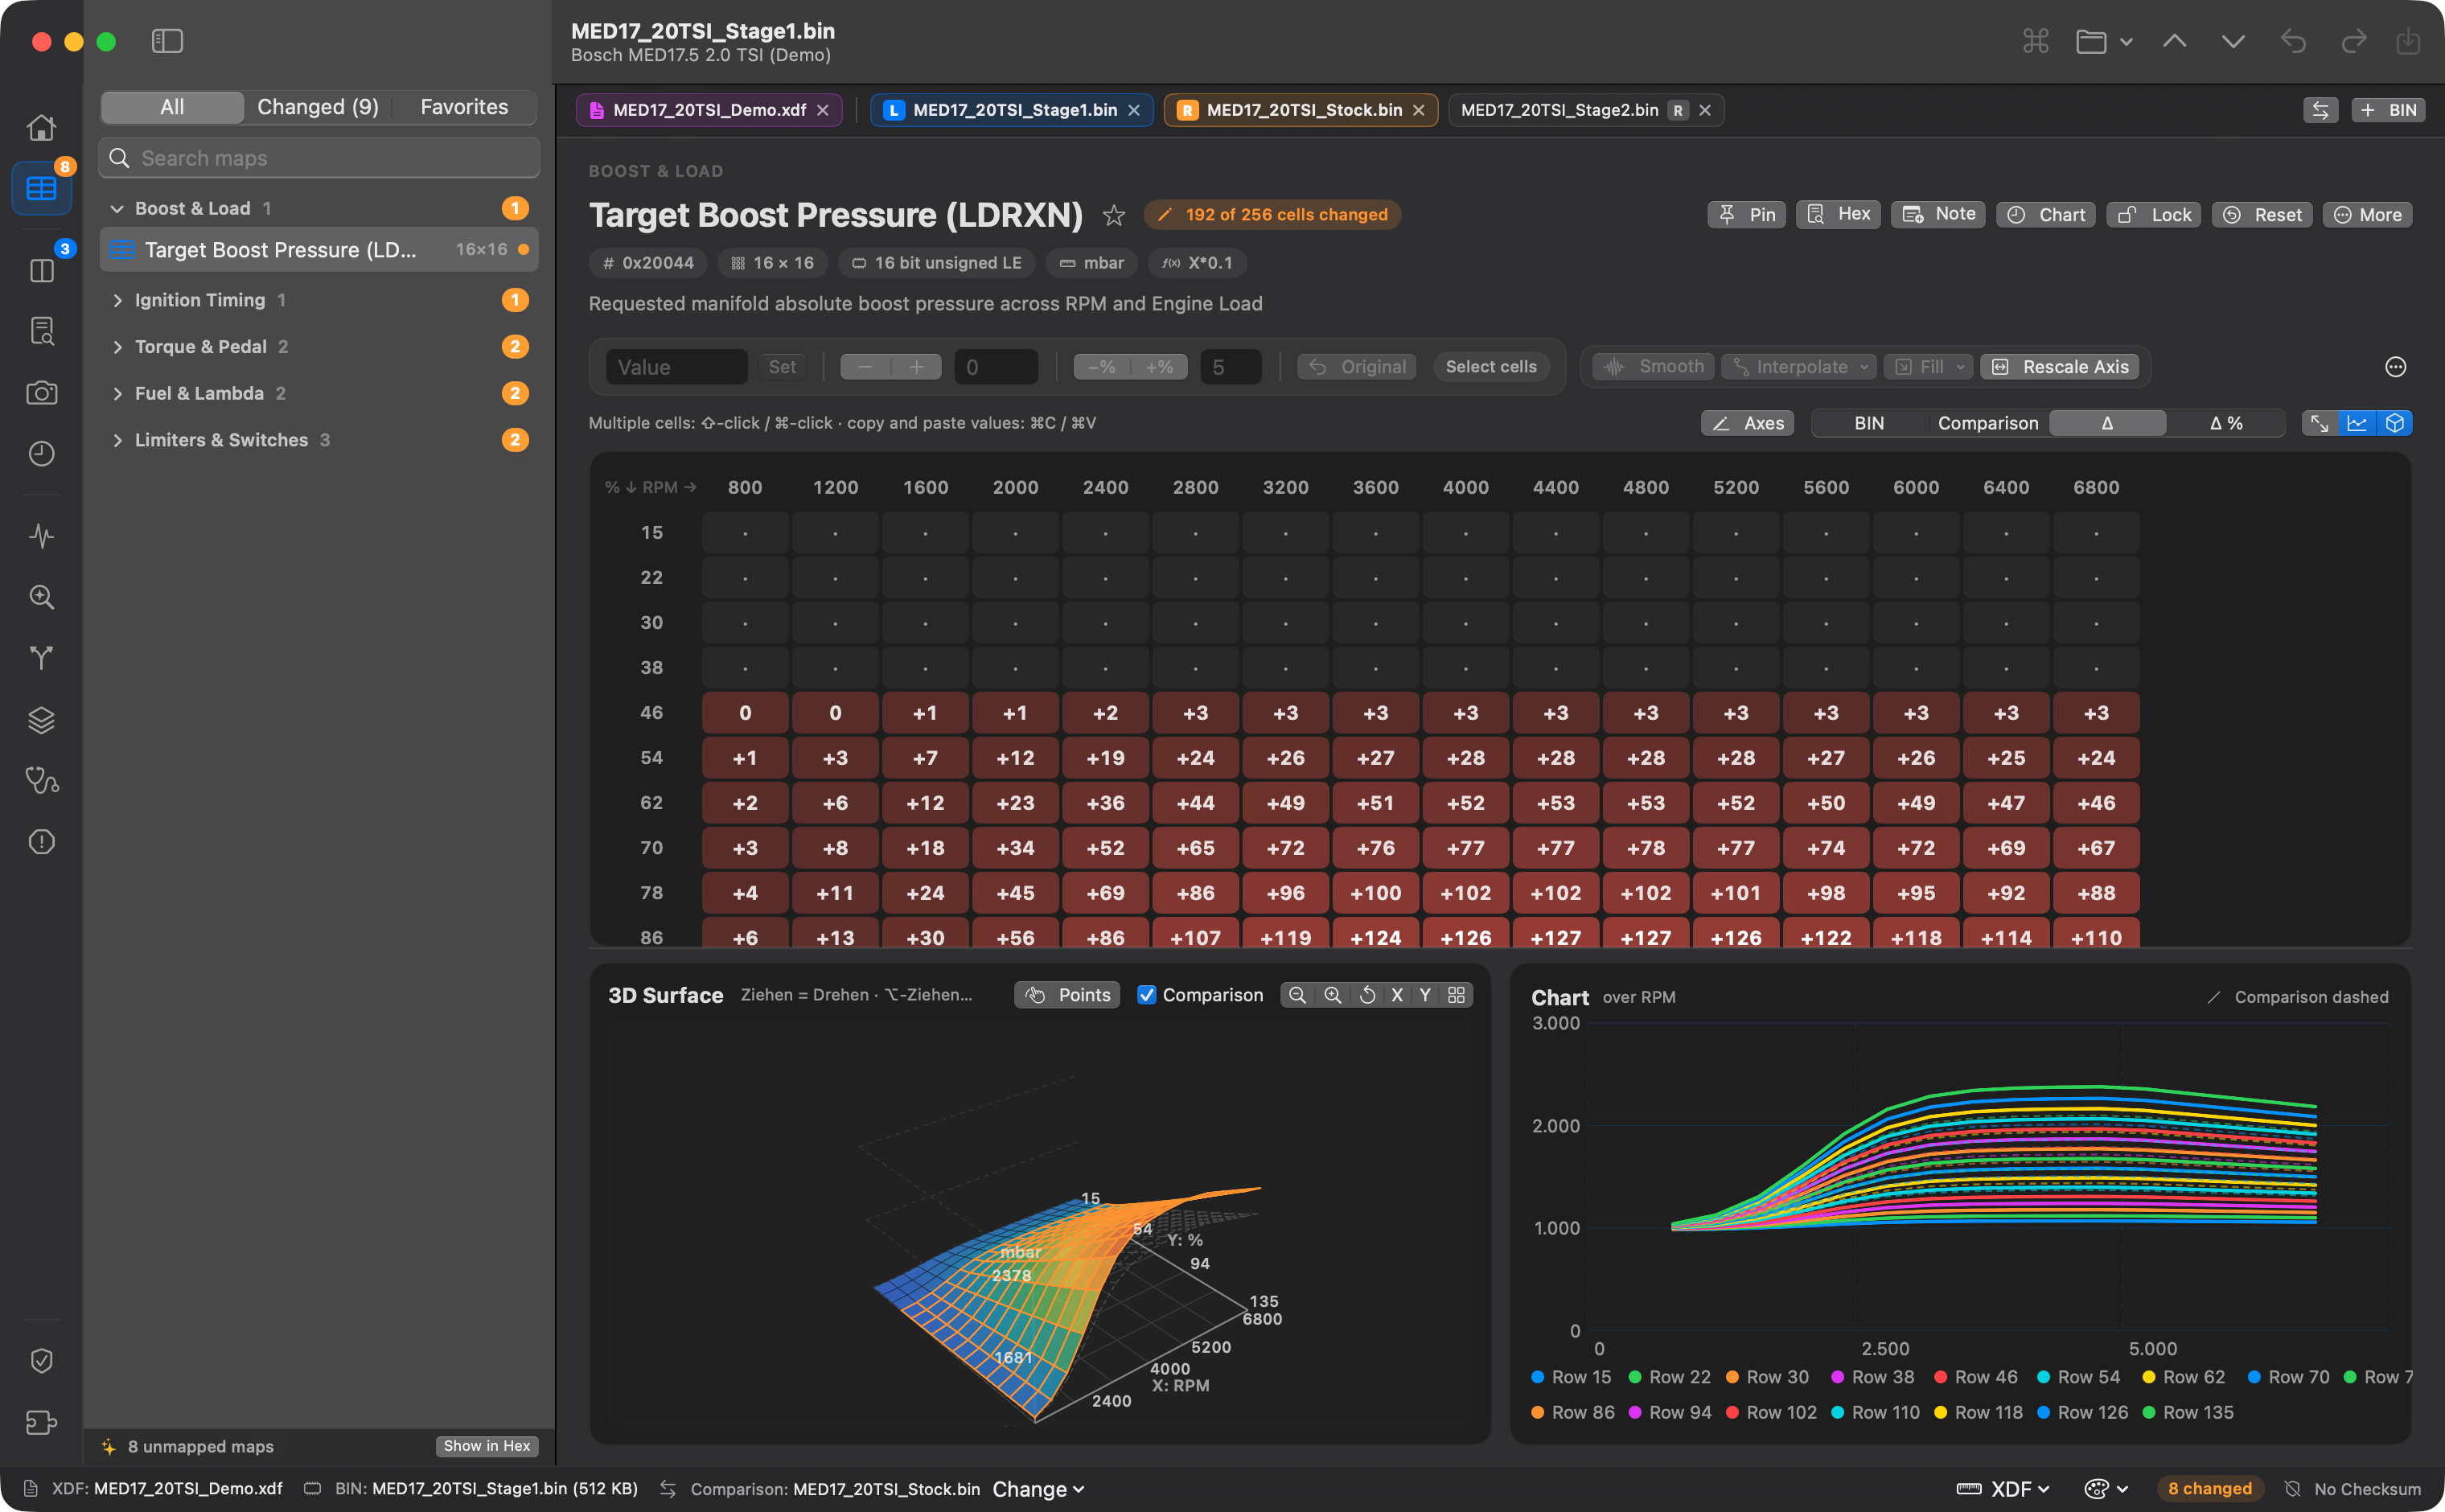 MED17_20TSI_Stage1.bin
Bosch MED17.5 2.0 TSI (Demo)
All Changed (9) Favorites
Search maps
8
Boost & Load 1 1
Target Boost Pressure (LD... 16×16
3
Ignition Timing 1 1
Torque & Pedal 2 2
Fuel & Lambda 2 2
Limiters & Switches 3 2
8 unmapped maps Show in Hex
MED17_20TSI_Demo.xdf L MED17_20TSI_Stage1.bin R MED17_20TSI_Stock.bin MED17_20TSI_Stage2.bin R + BIN
BOOST & LOAD
Target Boost Pressure (LDRXN) 192 of 256 cells changed Pin Hex Note Chart Lock Reset More
# 0x20044 16 × 16 16 bit unsigned LE mbar f(x) X*0.1
Requested manifold absolute boost pressure across RPM and Engine Load
Value Set − + 0 −% +% 5 Original Select cells Smooth Interpolate Fill Rescale Axis
Multiple cells: ⇧-click / ⌘-click · copy and paste values: ⌘C / ⌘V Axes BIN Comparison Δ Δ %
% ↓ RPM → 800 1200 1600 2000 2400 2800 3200 3600 4000 4400 4800 5200 5600 6000 6400 6800
15 · · · · · · · · · · · · · · · ·
22 · · · · · · · · · · · · · · · ·
30 · · · · · · · · · · · · · · · ·
38 · · · · · · · · · · · · · · · ·
46 0 0 +1 +1 +2 +3 +3 +3 +3 +3 +3 +3 +3 +3 +3 +3
54 +1 +3 +7 +12 +19 +24 +26 +27 +28 +28 +28 +28 +27 +26 +25 +24
62 +2 +6 +12 +23 +36 +44 +49 +51 +52 +53 +53 +52 +50 +49 +47 +46
70 +3 +8 +18 +34 +52 +65 +72 +76 +77 +77 +78 +77 +74 +72 +69 +67
78 +4 +11 +24 +45 +69 +86 +96 +100 +102 +102 +102 +101 +98 +95 +92 +88
86 +6 +13 +30 +56 +86 +107 +119 +124 +126 +127 +127 +126 +122 +118 +114 +110
3D Surface Ziehen = Drehen · ⌥-Ziehen... Points Comparison X Y
15
54
Y: %
mbar
94
2378
135
6800
5200
1681
4000
X: RPM
2400
Chart over RPM Comparison dashed
3.000
2.000
1.000
0
0 2.500 5.000
Row 15 Row 22 Row 30 Row 38 Row 46 Row 54 Row 62 Row 70 Row 7
Row 86 Row 94 Row 102 Row 110 Row 118 Row 126 Row 135
XDF: MED17_20TSI_Demo.xdf BIN: MED17_20TSI_Stage1.bin (512 KB) Comparison: MED17_20TSI_Stock.bin Change XDF 8 changed No Checksum